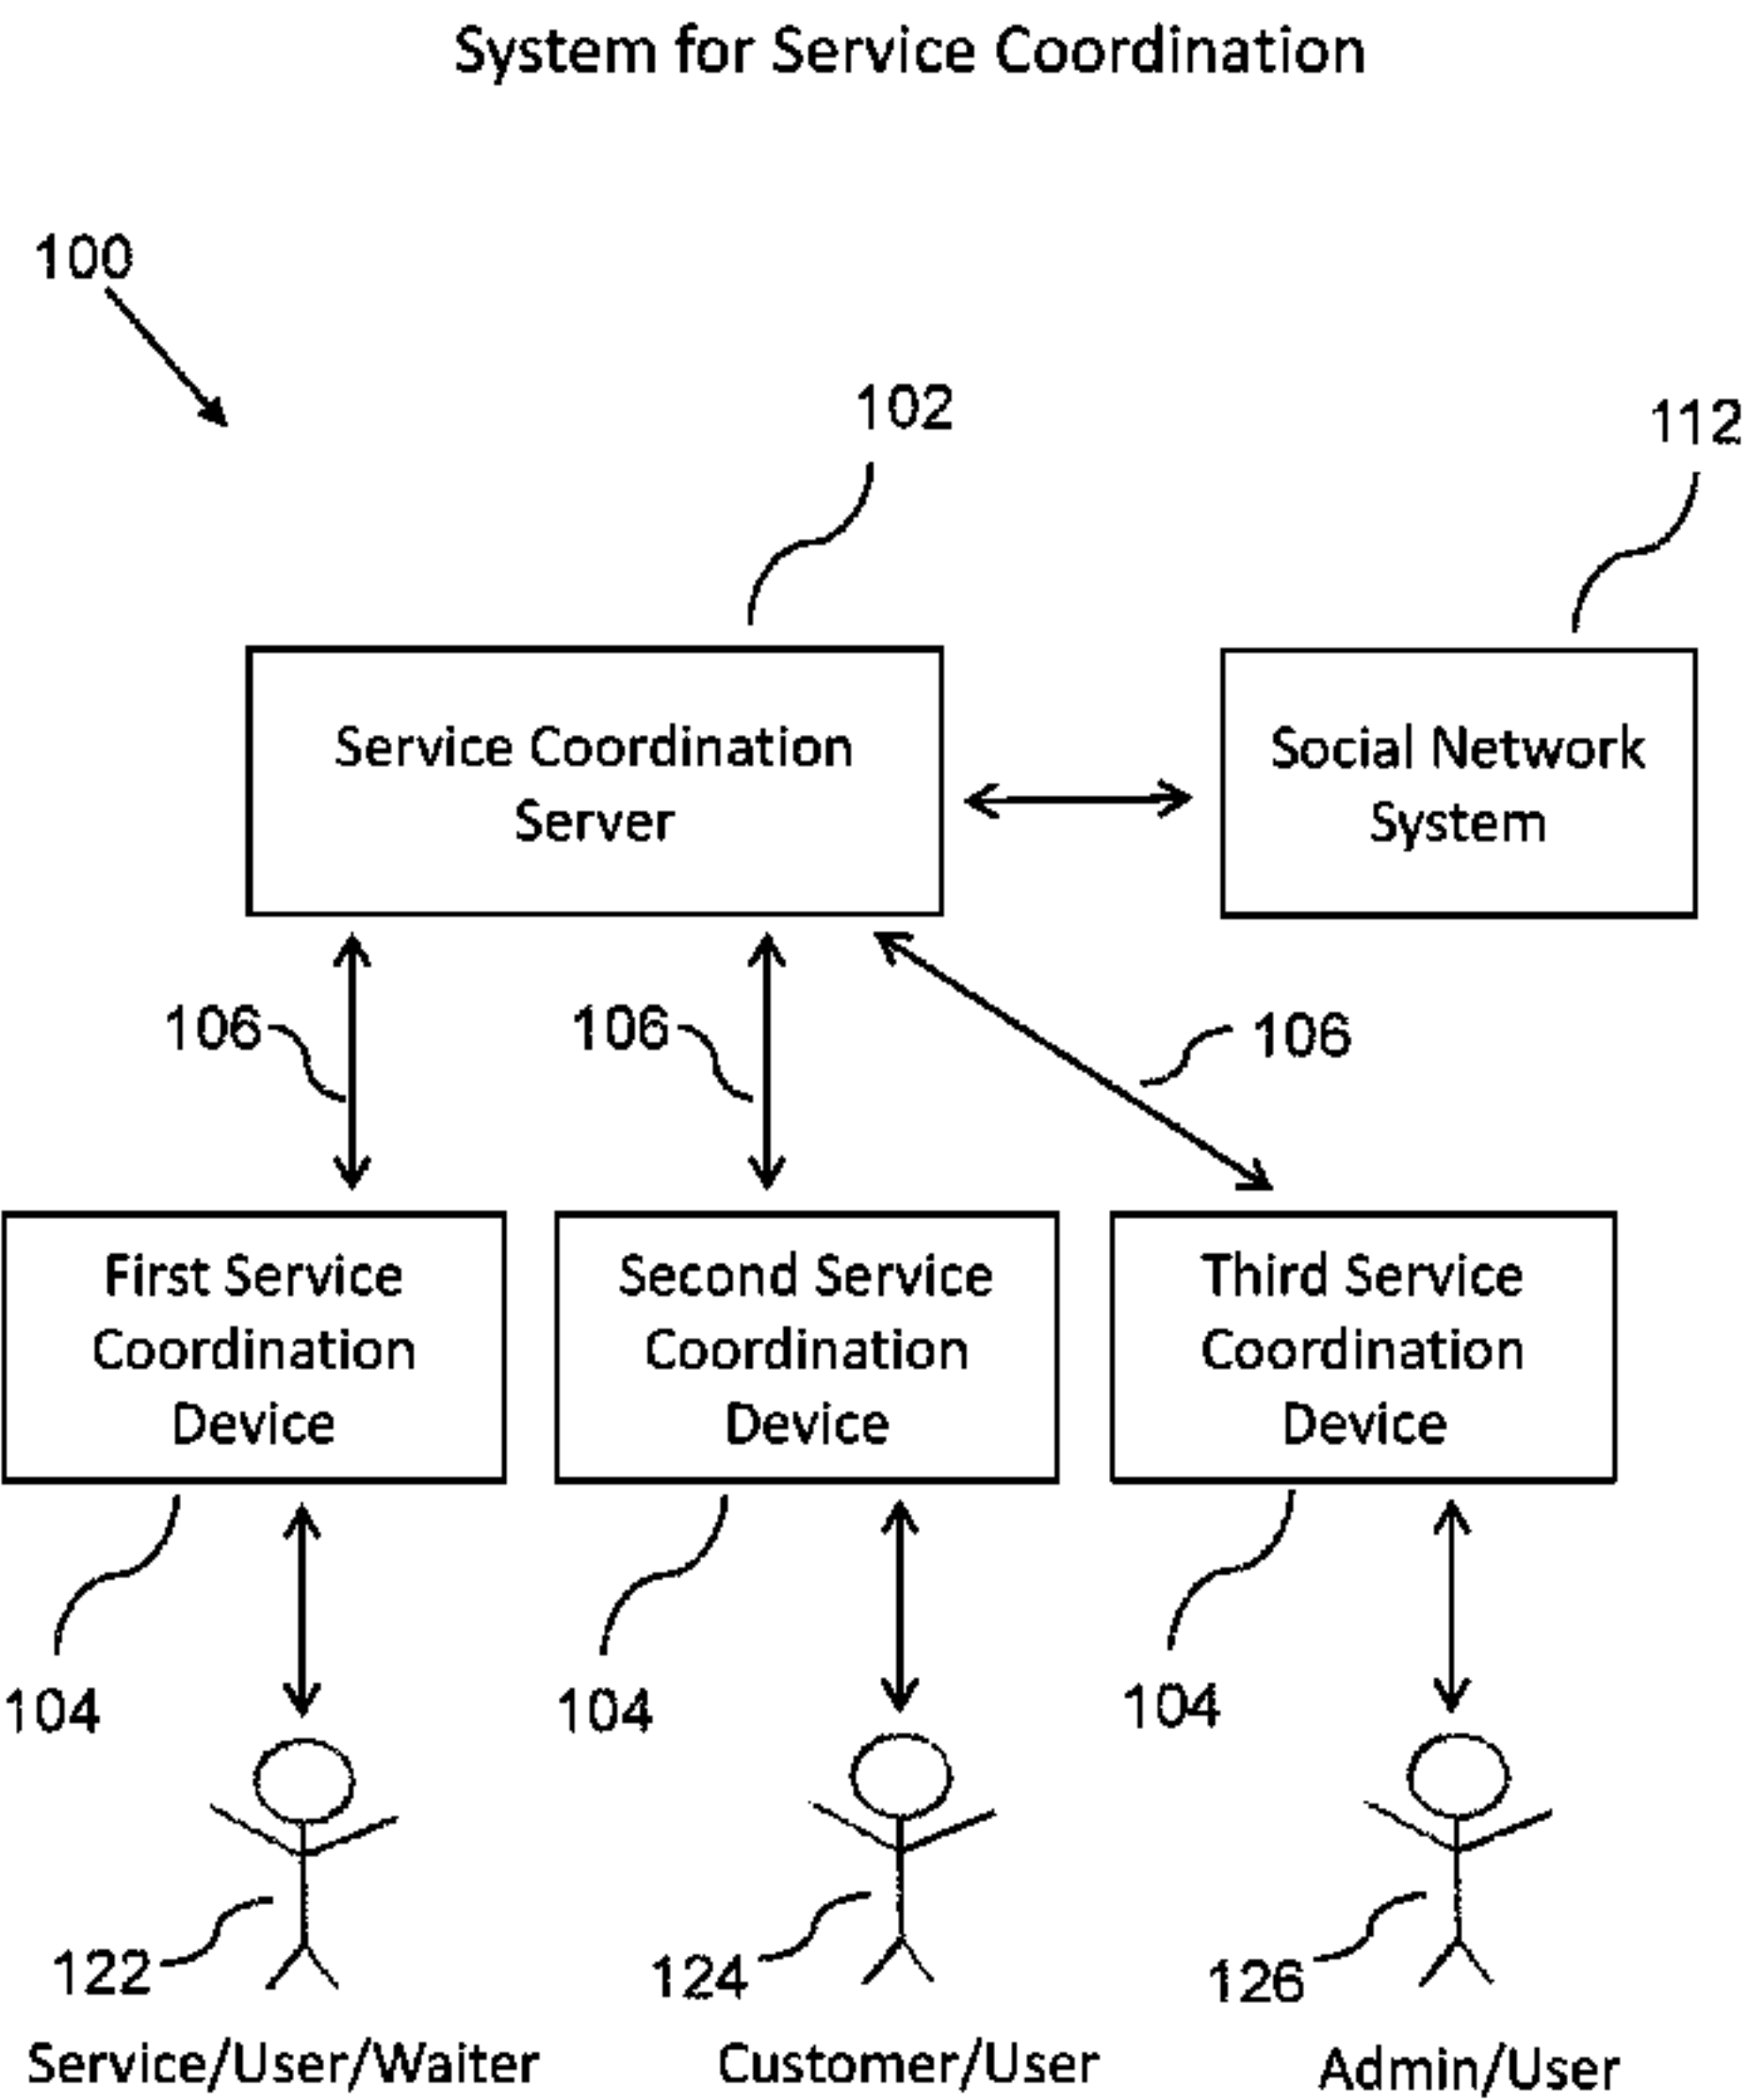 System for Service Coordination
100
102
112
Service Coordination
Server
Social Network
System
106
106
106
First Service
Coordination
Device
Second Service
Coordination
Device
Third Service
Coordination
Device
104
104
104
122
124
126
Service/User/Waiter
Customer/User
Admin/User